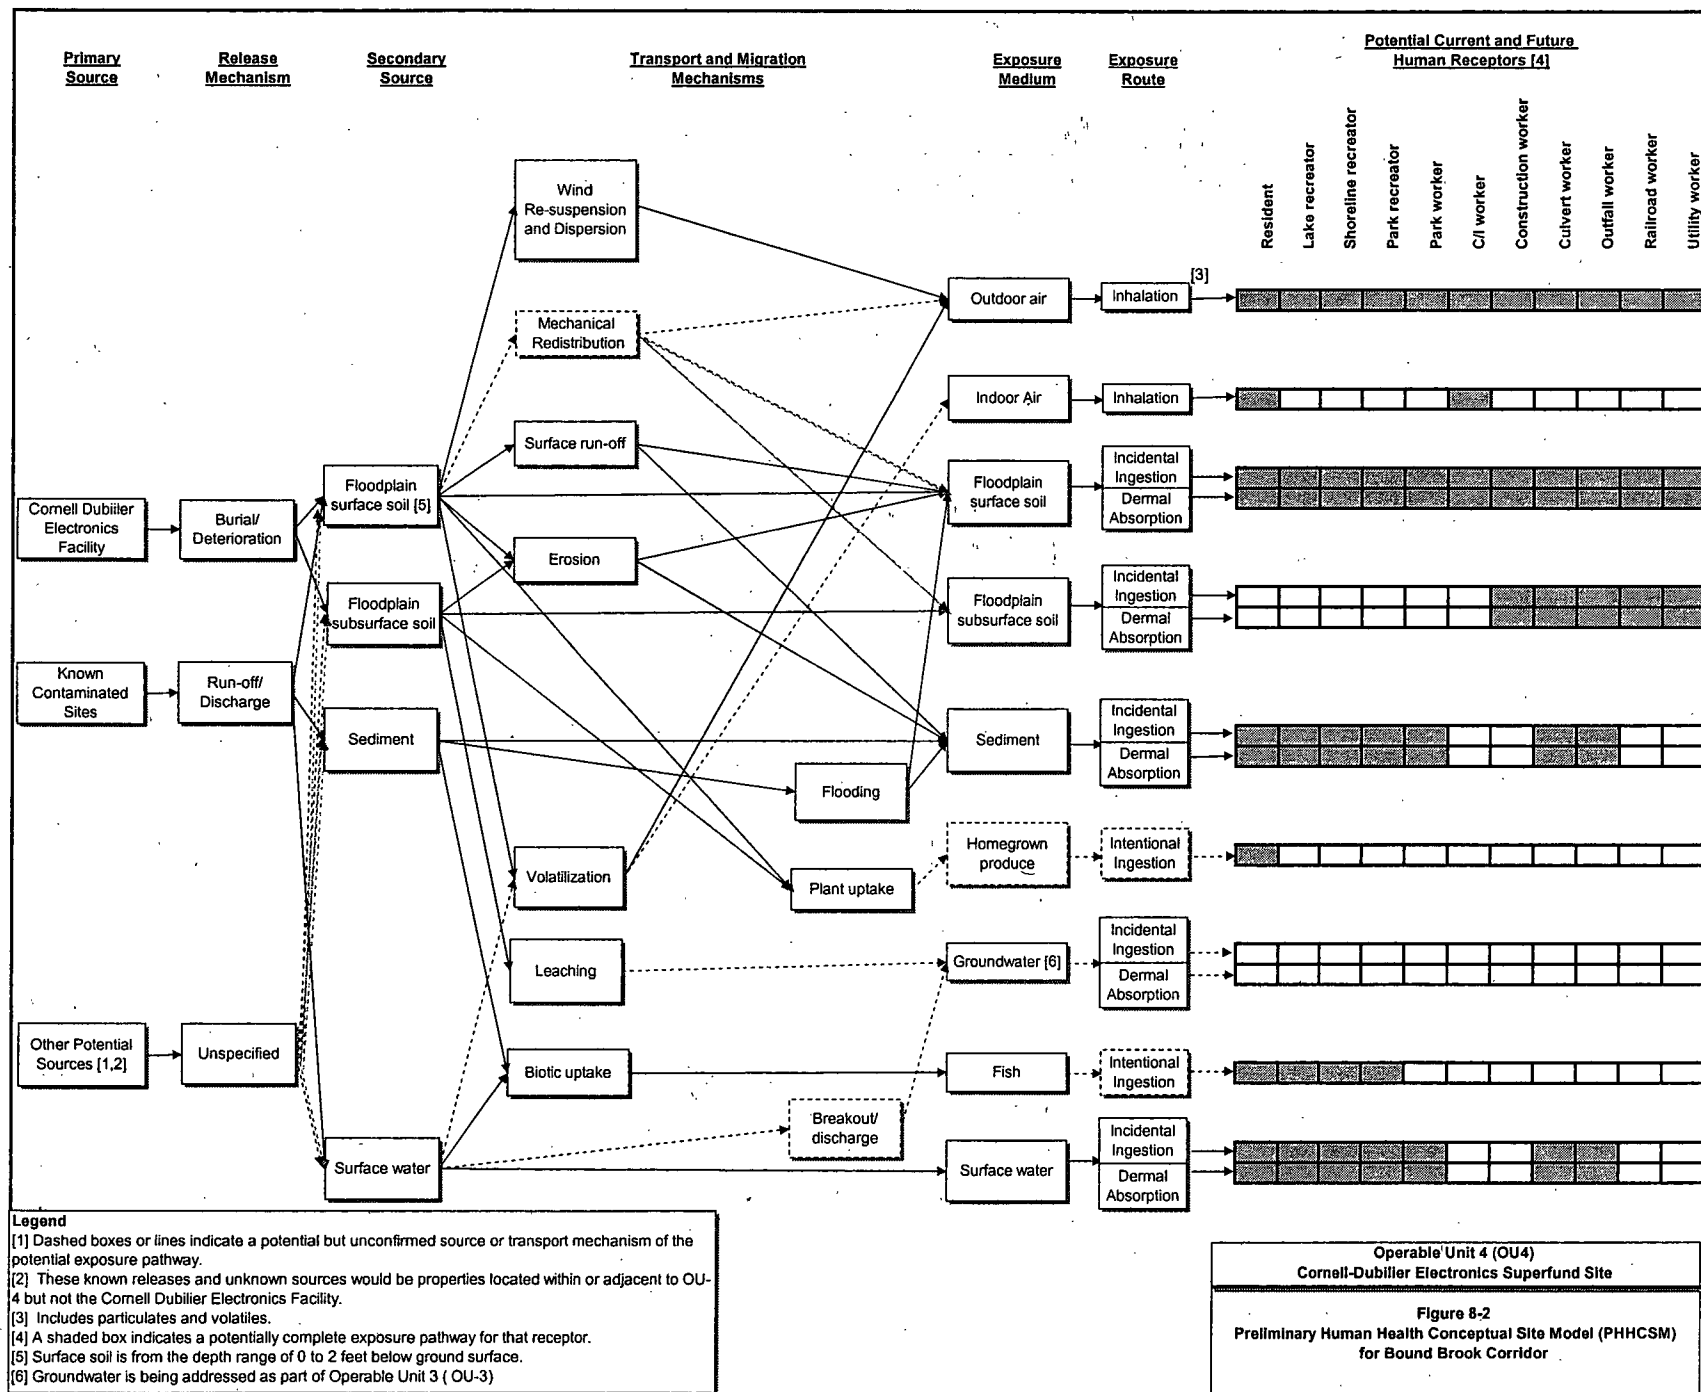 Primary
Source
Release
Mechanism
Secondary
Source
Transport and Migration
Mechanisms
Exposure
Medium
Exposure
Route
Potential Current and Future
Human Receptors [4]
Resident
Lake recreator
Shoreline recreator
Park recreator
Park worker
C/I worker
Construction worker
Culvert worker
Outfall worker
Railroad worker
Utility worker
Cornell Dubilier
Electronics
Facility
Known
Contaminated
Sites
Other Potential
Sources [1,2]
Burial/
Deterioration
Run-off/
Discharge
Unspecified
Floodplain
surface soil [5]
Floodplain
subsurface soil
Sediment
Surface water
Wind
Re-suspension
and Dispersion
Mechanical
Redistribution
Surface run-off
Erosion
Flooding
Volatilization
Plant uptake
Leaching
Biotic uptake
Breakout/
discharge
Outdoor air
Inhalation
[3]
Indoor Air
Inhalation
Floodplain
surface soil
Incidental
Ingestion
Dermal
Absorption
Floodplain
subsurface soil
Incidental
Ingestion
Dermal
Absorption
Sediment
Incidental
Ingestion
Dermal
Absorption
Homegrown
produce
Intentional
Ingestion
Groundwater [6]
Incidental
Ingestion
Dermal
Absorption
Fish
Intentional
Ingestion
Surface water
Incidental
Ingestion
Dermal
Absorption
Legend
[1] Dashed boxes or lines indicate a potential but unconfirmed source or transport mechanism of the
potential exposure pathway.
[2] These known releases and unknown sources would be properties located within or adjacent to OU-
4 but not the Cornell Dubilier Electronics Facility.
[3] Includes particulates and volatiles.
[4] A shaded box indicates a potentially complete exposure pathway for that receptor.
[5] Surface soil is from the depth range of 0 to 2 feet below ground surface.
[6] Groundwater is being addressed as part of Operable Unit 3 ( OU-3)
Operable Unit 4 (OU4)
Cornell-Dubilier Electronics Superfund Site
Figure 8-2
Preliminary Human Health Conceptual Site Model (PHHCSM)
for Bound Brook Corridor